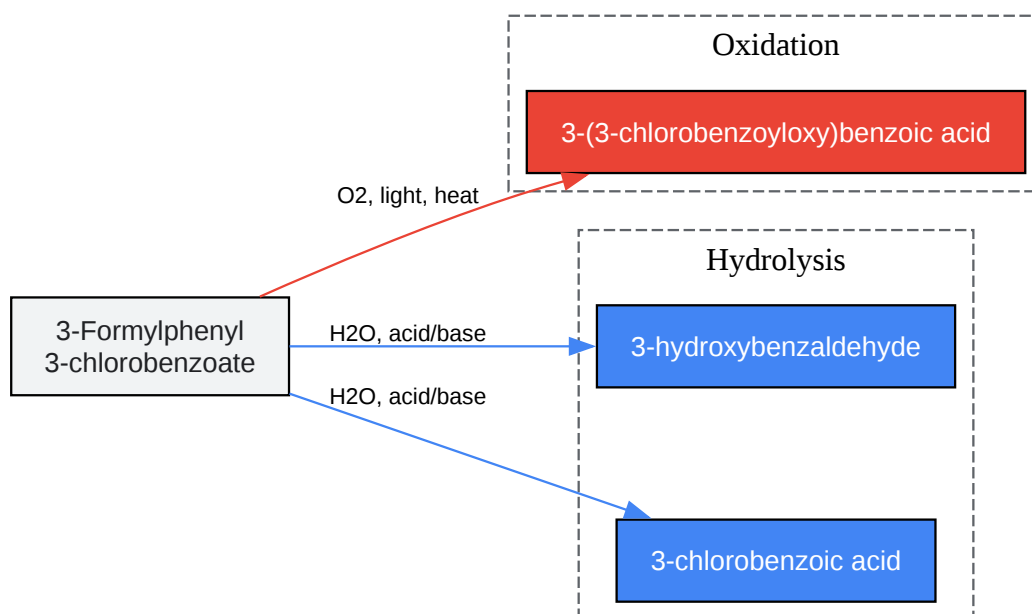 Oxidation
3-(3-chlorobenzoyloxy)benzoic acid
O2, light, heat
Hydrolysis
3-Formylphenyl
3-chlorobenzoate
H2O, acid/base
3-hydroxybenzaldehyde
H2O, acid/base
3-chlorobenzoic acid